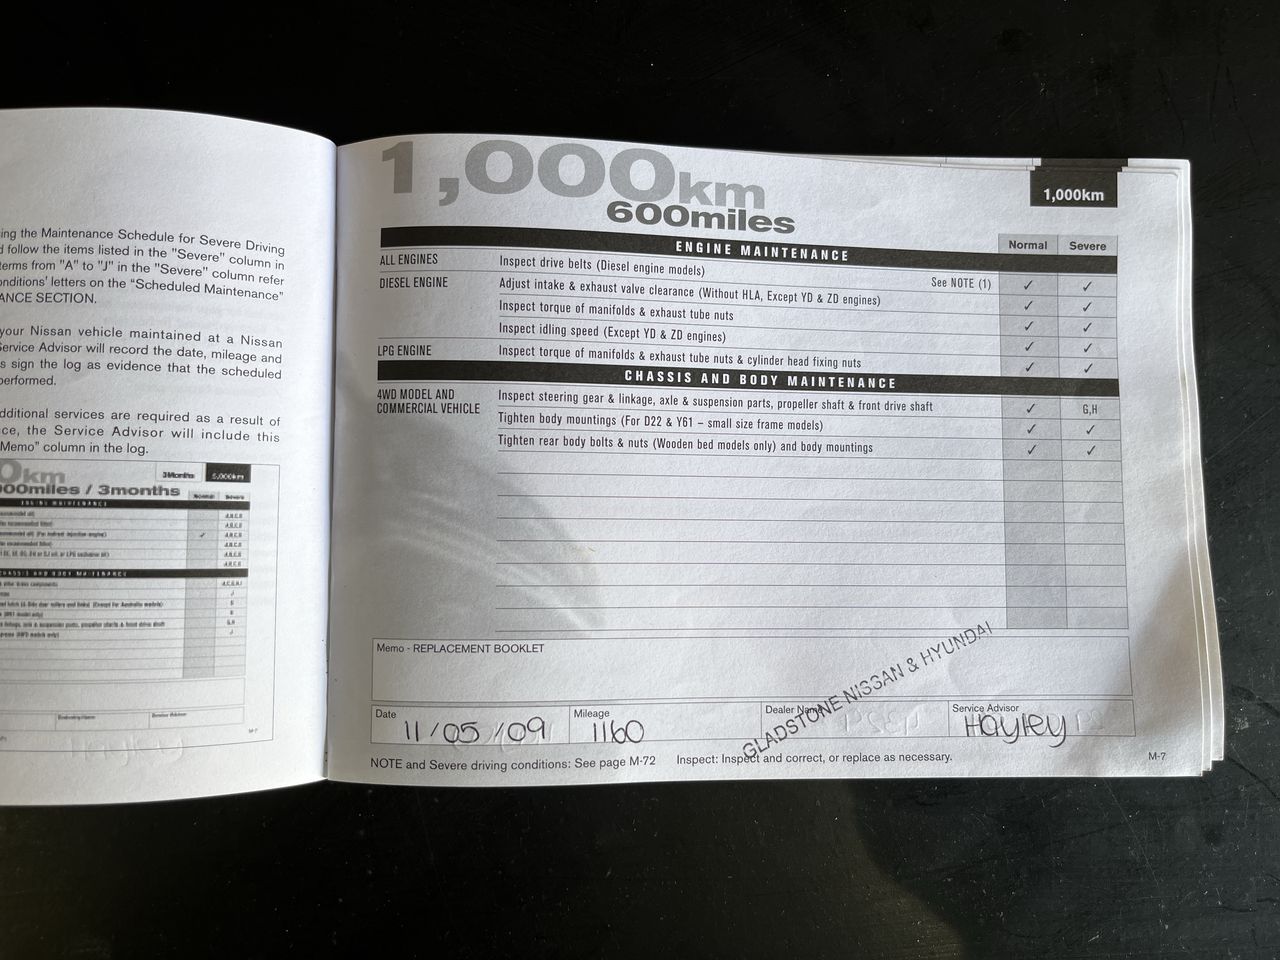 ing the Maintenance Schedule for Severe Driving
follow the items listed in the "Severe" column in
erms from "A" to "J" in the "Severe" column refer
onditions' letters on the "Scheduled Maintenance"
ANCE SECTION.
your Nissan vehicle maintained at a Nissan
Service Advisor will record the date, mileage and
s sign the log as evidence that the scheduled
performed.
dditional services are required as a result of
ce, the Service Advisor will include this
"Memo" column in the log.
0km
000miles / 3months
3Months
5,000km
Normal Severe
1,000km
600miles
1,000km
Normal Severe
ENGINE MAINTENANCE
ALL ENGINES Inspect drive belts (Diesel engine models) ✓ ✓
DIESEL ENGINE Adjust intake & exhaust valve clearance (Without HLA, Except YD & ZD engines) See NOTE (1) ✓ ✓
Inspect torque of manifolds & exhaust tube nuts ✓ ✓
Inspect idling speed (Except YD & ZD engines) ✓ ✓
LPG ENGINE Inspect torque of manifolds & exhaust tube nuts & cylinder head fixing nuts ✓ ✓
CHASSIS AND BODY MAINTENANCE
4WD MODEL AND
COMMERCIAL VEHICLE
Inspect steering gear & linkage, axle & suspension parts, propeller shaft & front drive shaft ✓ G,H
Tighten body mountings (For D22 & Y61 – small size frame models) ✓ ✓
Tighten rear body bolts & nuts (Wooden bed models only) and body mountings ✓ ✓
Memo - REPLACEMENT BOOKLET
Date 11/05/09
Mileage 1160
Dealer Name
GLADSTONE NISSAN & HYUNDAI
Service Advisor Hayley
NOTE and Severe driving conditions: See page M-72 Inspect: Inspect and correct, or replace as necessary.
M-7